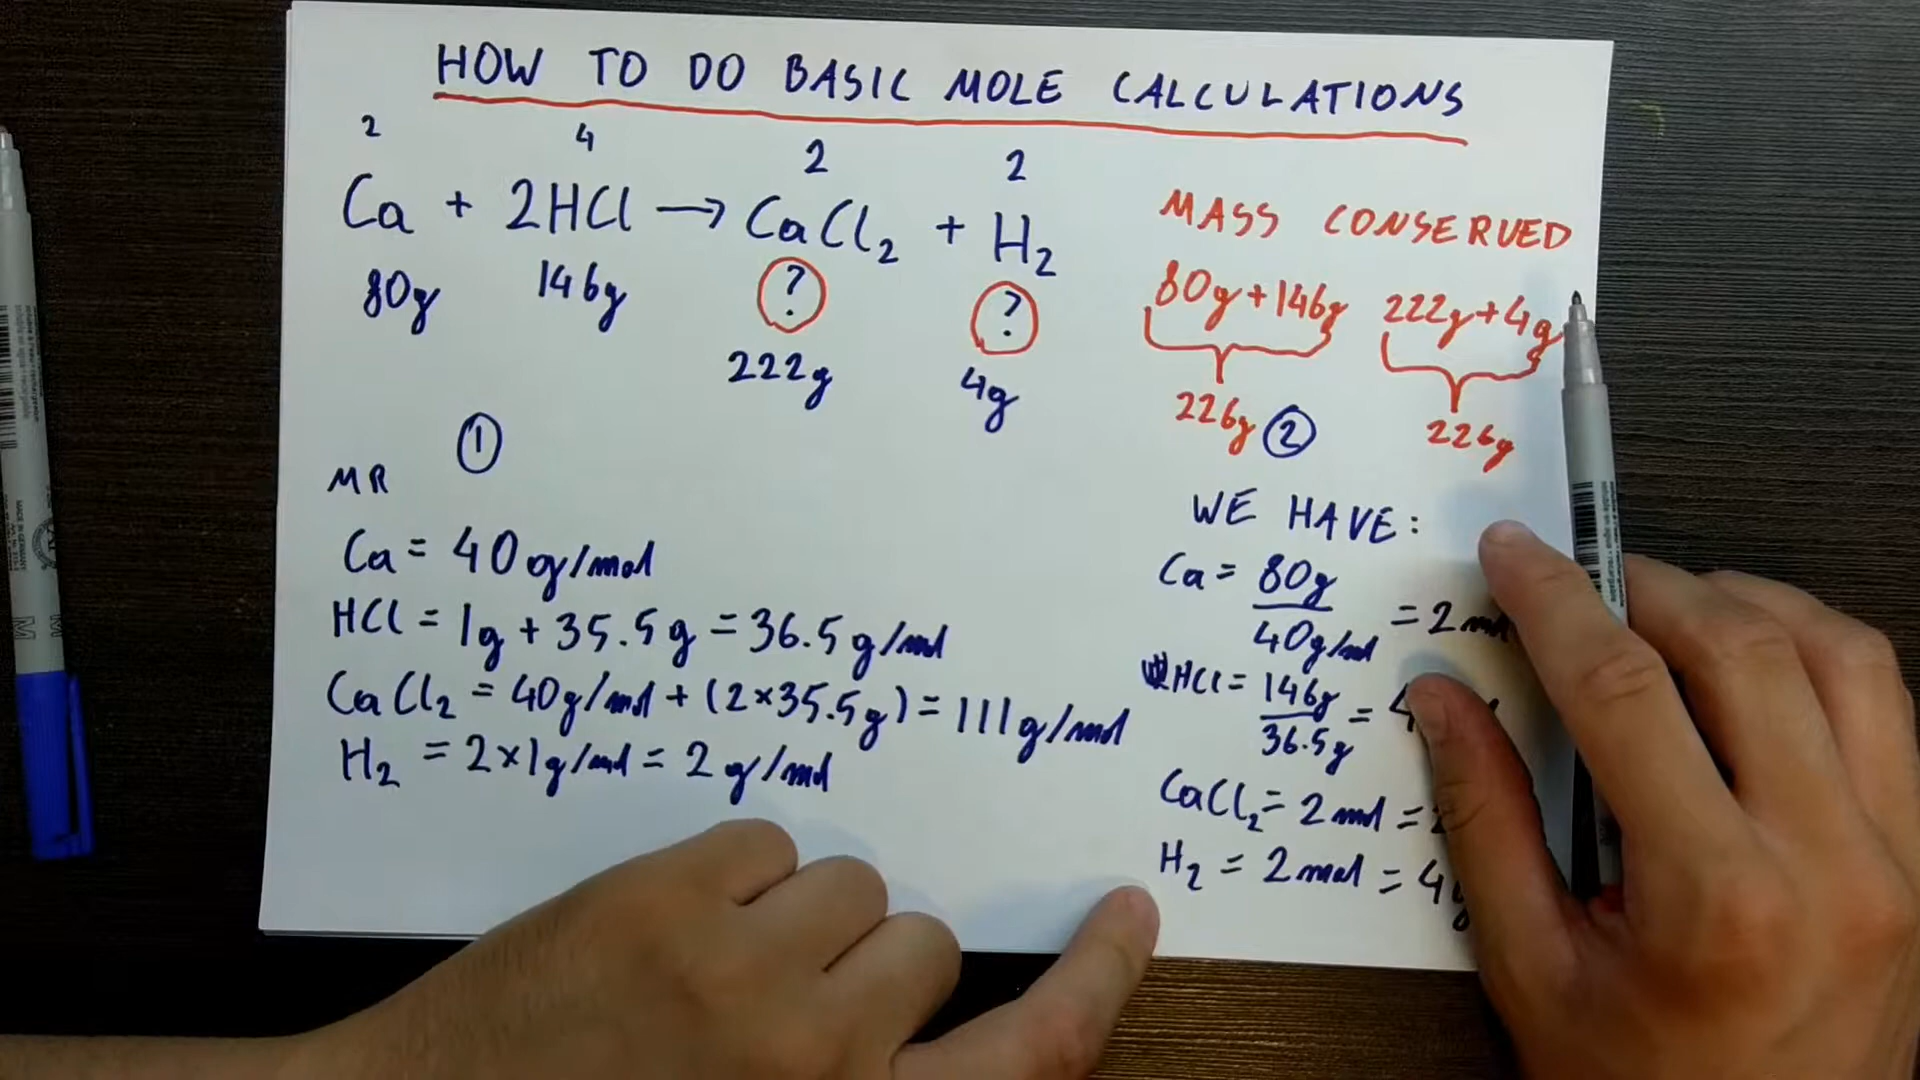 HOW TO DO BASIC MOLE CALCULATIONS
2 4 2 2
Ca + 2HCl → CaCl₂ + H₂
80g 146g ? ?
222g 4g
MASS CONSERVED
80g+146g 222g+4g
226g 226g
①
MR
Ca = 40g/mol
HCl = 1g + 35.5g = 36.5g/mol
CaCl₂ = 40g/mol + (2×35.5g) = 111g/mol
H₂ = 2×1g/mol = 2g/mol
②
WE HAVE:
Ca = 80g
40g/mol = 2
HCl = 146g
36.5g = 4
CaCl₂ = 2mol =
H₂ = 2mol = 4g